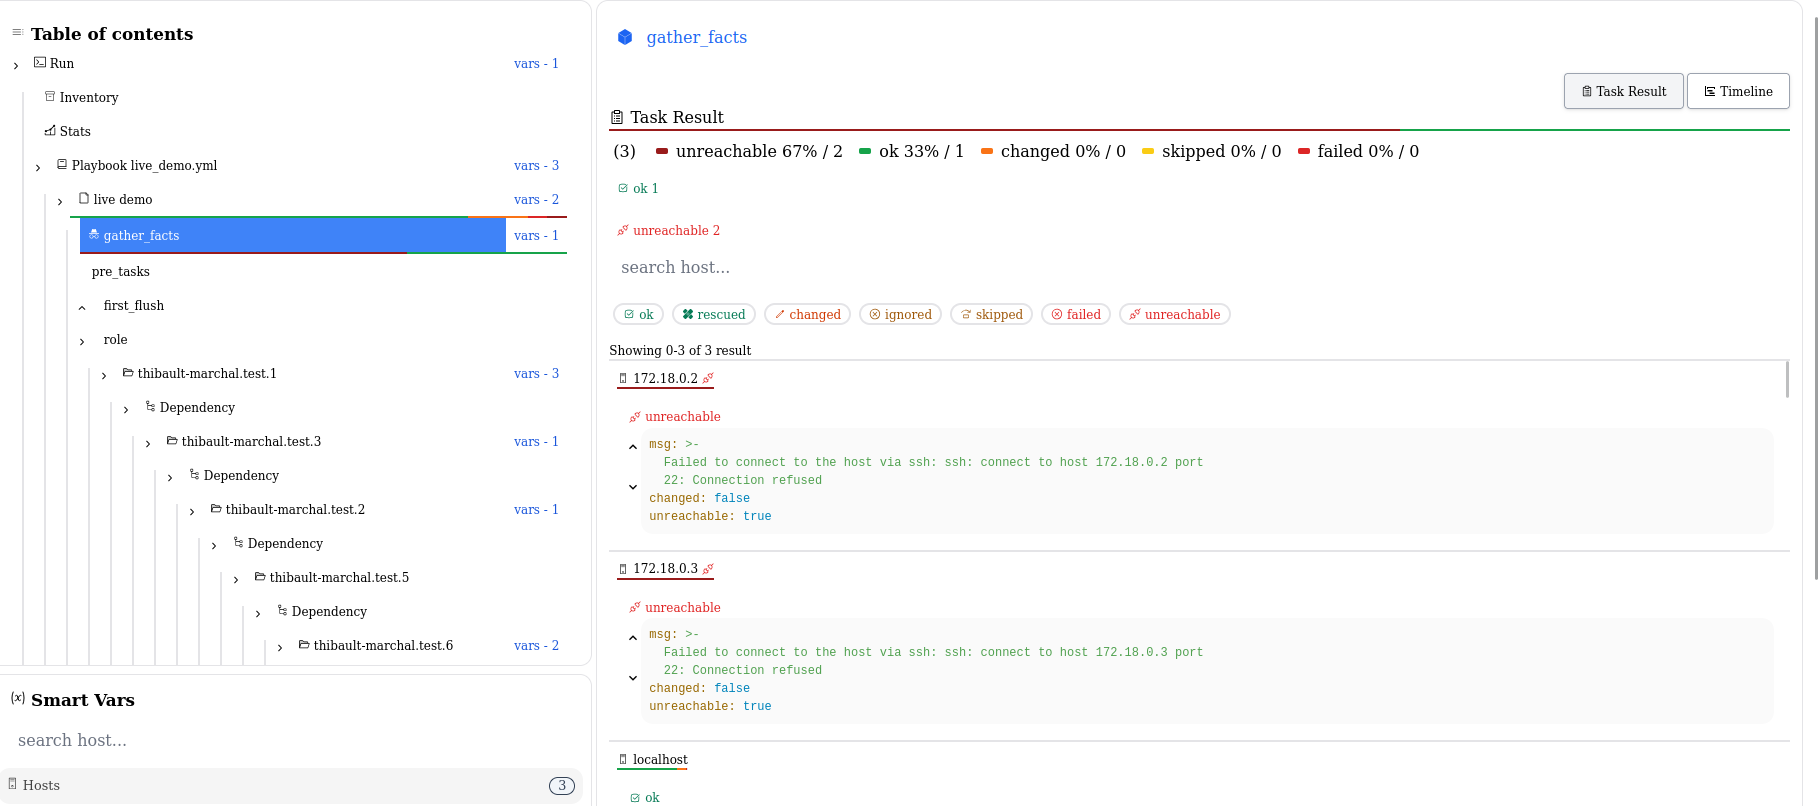 Table of contents
Run vars - 1
Inventory
Stats
Playbook live_demo.yml vars - 3
live demo vars - 2
gather_facts vars - 1
pre_tasks
first_flush
role
thibault-marchal.test.1 vars - 3
Dependency
thibault-marchal.test.3 vars - 1
Dependency
thibault-marchal.test.2 vars - 1
Dependency
thibault-marchal.test.5
Dependency
thibault-marchal.test.6 vars - 2
(x) Smart Vars
search host...
Hosts 3
gather_facts
Task Result Timeline
Task Result
(3) unreachable 67% / 2 ok 33% / 1 changed 0% / 0 skipped 0% / 0 failed 0% / 0
ok 1
unreachable 2
search host...
ok rescued changed ignored skipped failed unreachable
Showing 0-3 of 3 result
172.18.0.2
unreachable
msg: >-
Failed to connect to the host via ssh: ssh: connect to host 172.18.0.2 port
22: Connection refused
changed: false
unreachable: true
172.18.0.3
unreachable
msg: >-
Failed to connect to the host via ssh: ssh: connect to host 172.18.0.3 port
22: Connection refused
changed: false
unreachable: true
localhost
ok